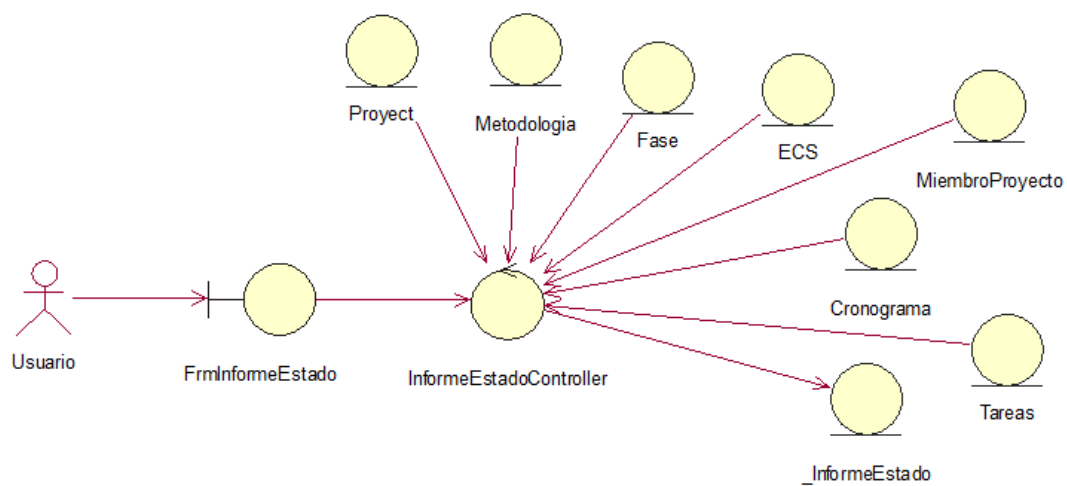 Proyect
Metodologia
Fase
ECS
MiembroProyecto
Cronograma
Usuario
FrmInformeEstado
InformeEstadoController
Tareas
_InformeEstado